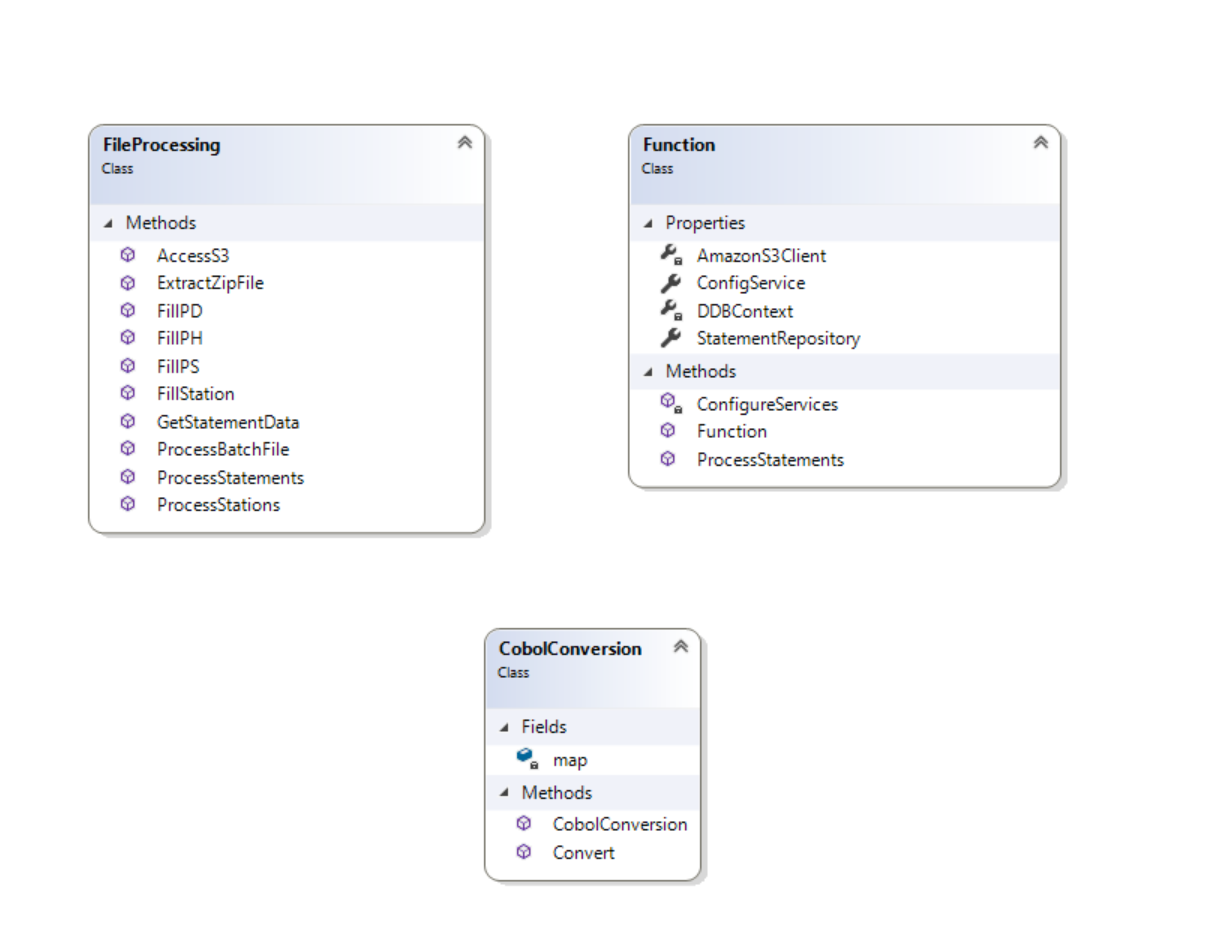 FileProcessing
Class
Methods
AccessS3
ExtractZipFile
FillPD
FillPH
FillPS
FillStation
GetStatementData
ProcessBatchFile
ProcessStatements
ProcessStations
Function
Class
Properties
AmazonS3Client
ConfigService
DDBContext
StatementRepository
Methods
ConfigureServices
Function
ProcessStatements
CobolConversion
Class
Fields
map
Methods
CobolConversion
Convert